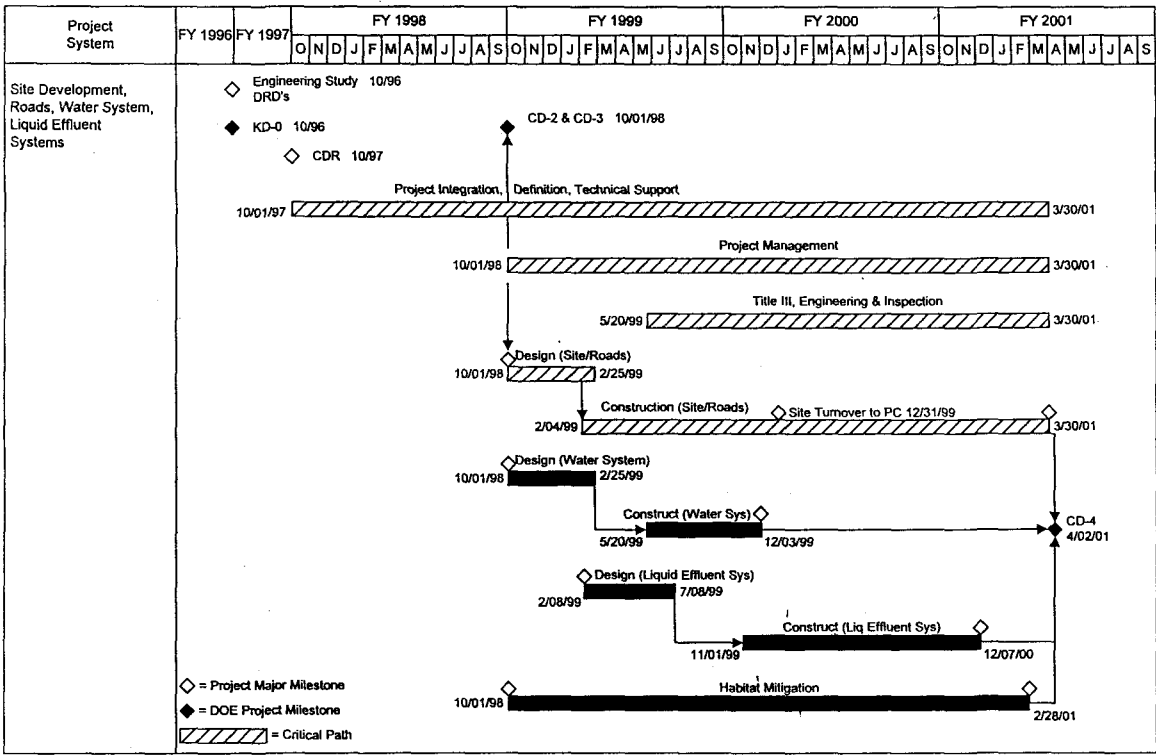 Project
System
FY 1996 FY 1997
FY 1998 FY 1999 FY 2000 FY 2001
O N D J F M A M J J A S O N D J F M A M J J A S O N D J F M A M J J A S O N D J F M A M J J A S
Site Development,
Roads, Water System,
Liquid Effluent
Systems
Engineering Study 10/96
DRD's
KD-0 10/96
CD-2 & CD-3 10/01/98
CDR 10/97
Project Integration, Definition, Technical Support
10/01/97 3/30/01
Project Management
10/01/98 3/30/01
Title III, Engineering & Inspection
5/20/99 3/30/01
Design (Site/Roads)
10/01/98 2/25/99
Construction (Site/Roads) Site Turnover to PC 12/31/99
2/04/99 3/30/01
Design (Water System)
10/01/98 2/25/99
Construct (Water Sys)
5/20/99 12/03/99
CD-4
4/02/01
Design (Liquid Effluent Sys)
2/08/99 7/08/99
Construct (Liq Effluent Sys)
11/01/99 12/07/00
Habitat Mitigation
10/01/98 2/28/01
= Project Major Milestone
= DOE Project Milestone
= Critical Path